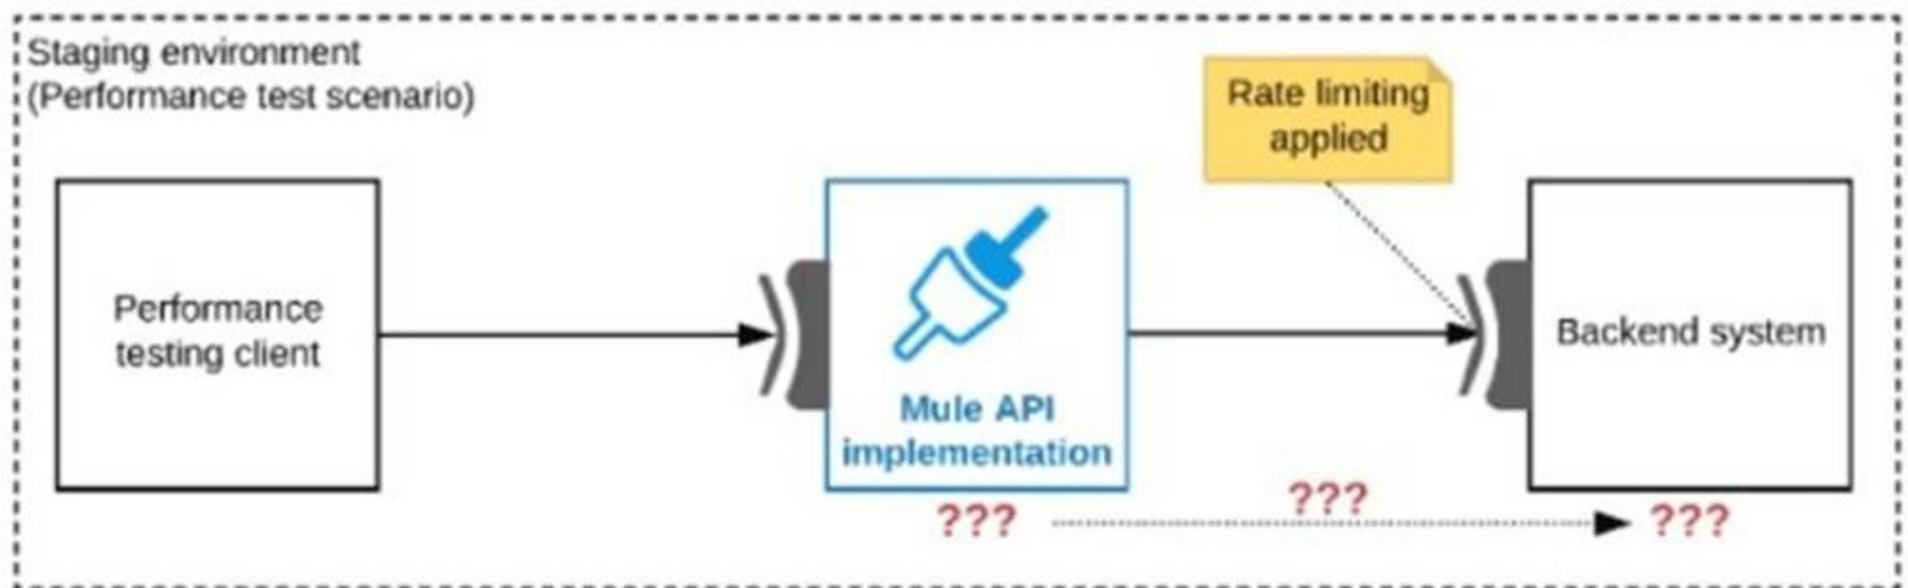 Staging environment
(Performance test scenario)
Rate limiting
applied
Performance
testing client
Mule API
implementation
Backend system
???
???
???